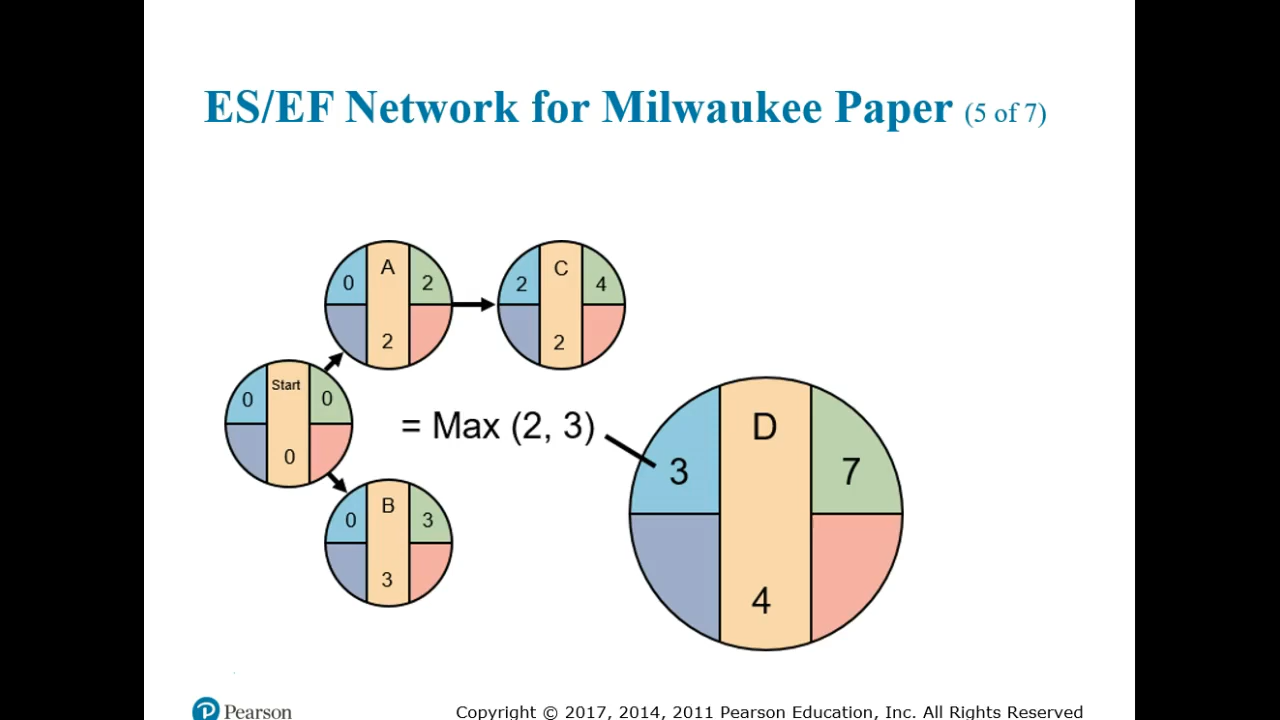 ES/EF Network for Milwaukee Paper (5 of 7)
0 A 2
2
2 C 4
2
0 Start 0
0
= Max (2, 3)
3 D 7
4
0 B 3
3
Pearson
Copyright © 2017, 2014, 2011 Pearson Education, Inc. All Rights Reserved